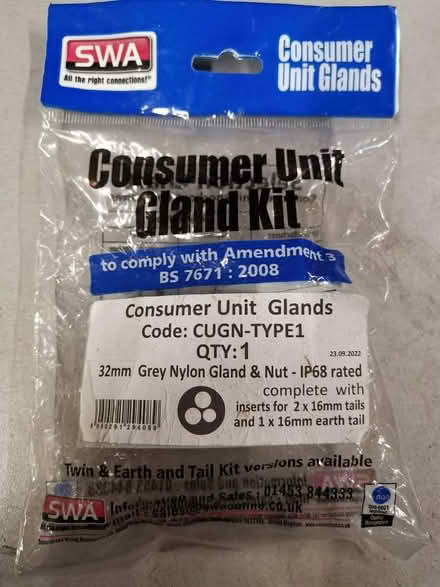 SWA
All the right connections!®
Consumer
Unit Glands
Consumer Unit
Gland Kit
to comply with Amendment 3
BS 7671 : 2008
Consumer Unit Glands
Code: CUGN-TYPE1
QTY:1
23.09.2022
32mm Grey Nylon Gland & Nut - IP68 rated
complete with
inserts for 2 x 16mm tails
and 1 x 16mm earth tail
Twin & Earth and Tail Kit versions available
SWA
Information and Sales : 01453 844333